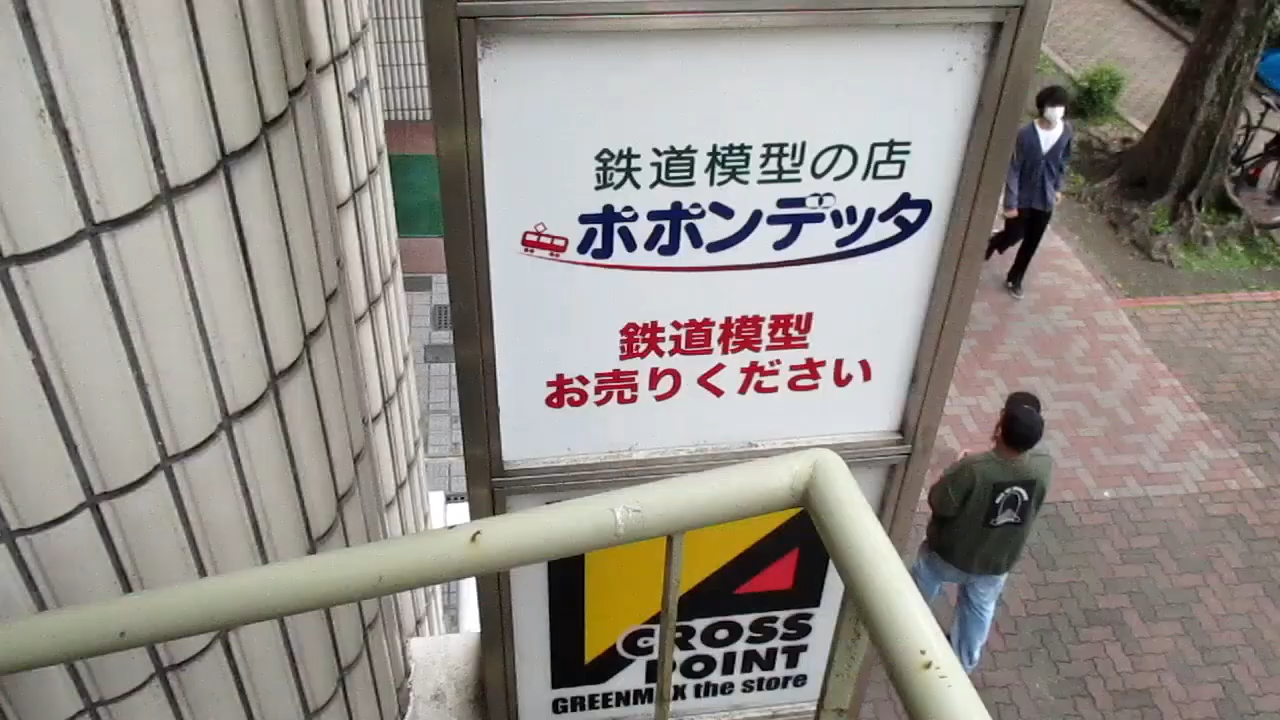 鉄道模型の店
ポポンデッタ
鉄道模型
お売りください
CROSS
POINT
GREENMAX the store